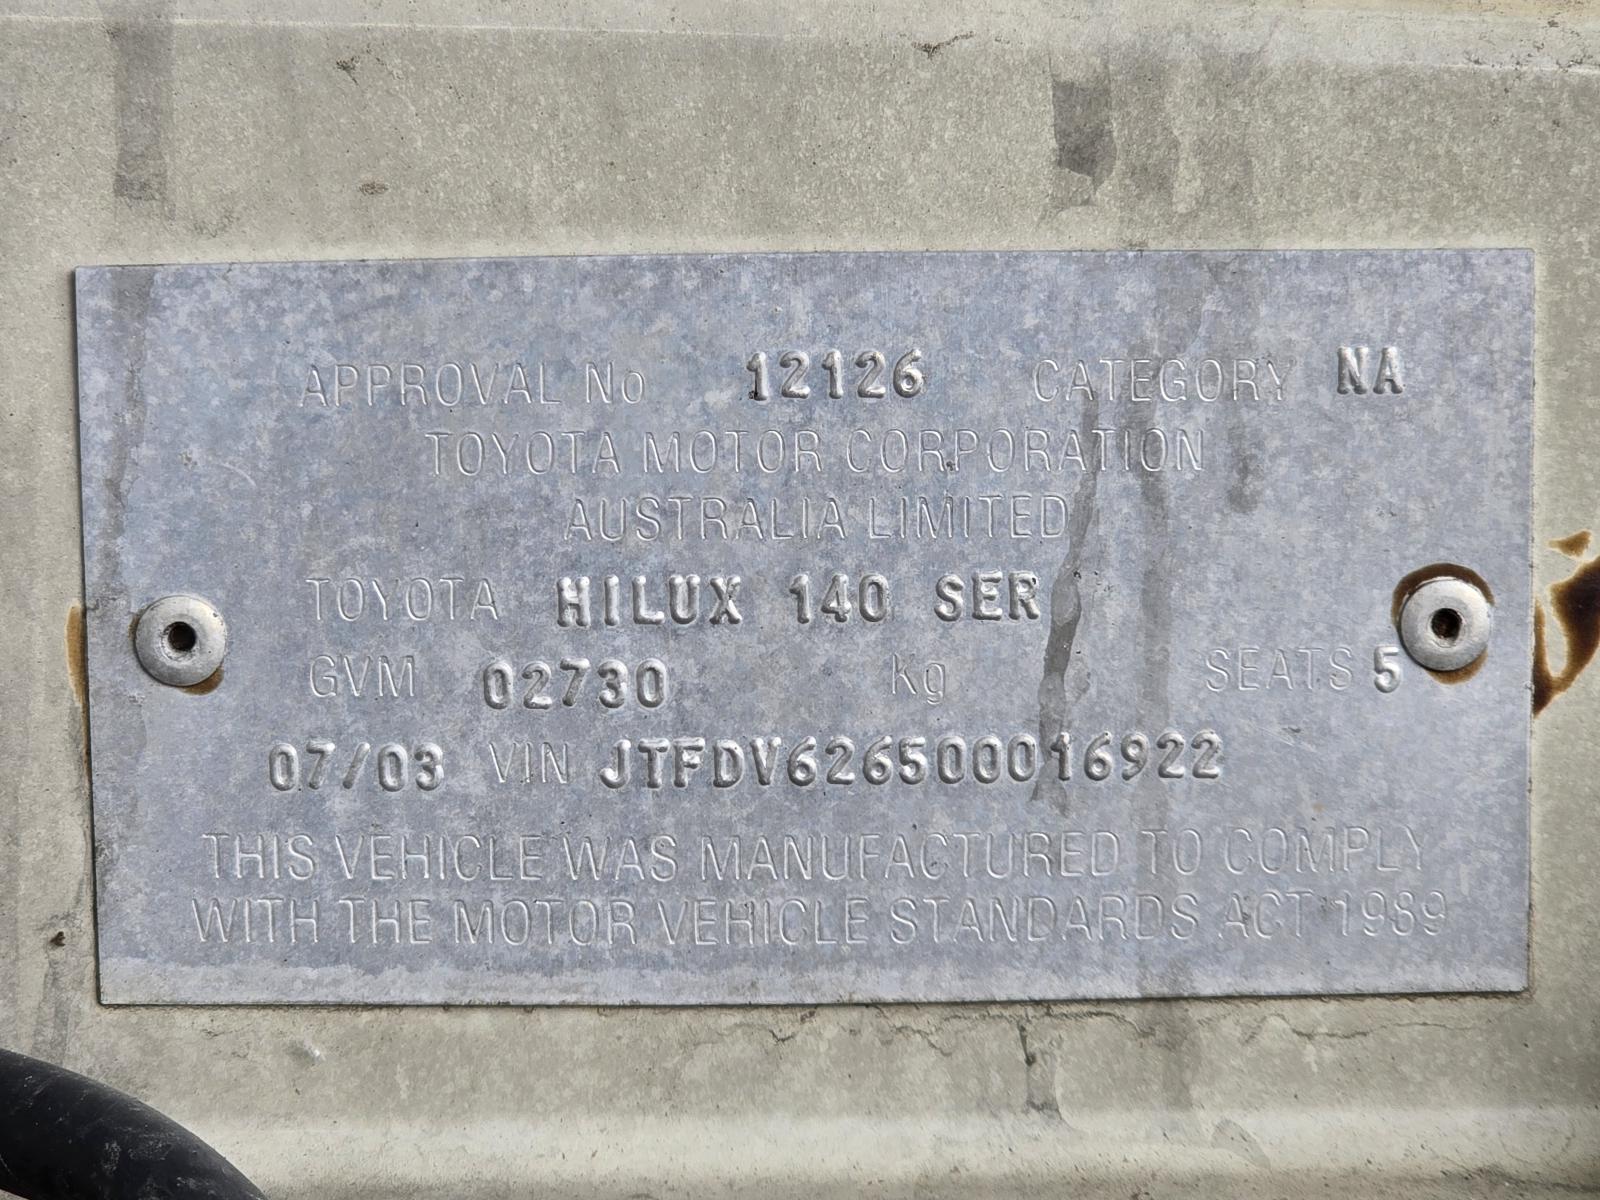 APPROVAL No 12126 CATEGORY NA
TOYOTA MOTOR CORPORATION
AUSTRALIA LIMITED
TOYOTA HILUX 140 SER
GVM 02730 Kg SEATS 5
07/03 VIN JTFDV626500016922
THIS VEHICLE WAS MANUFACTURED TO COMPLY
WITH THE MOTOR VEHICLE STANDARDS ACT 1989